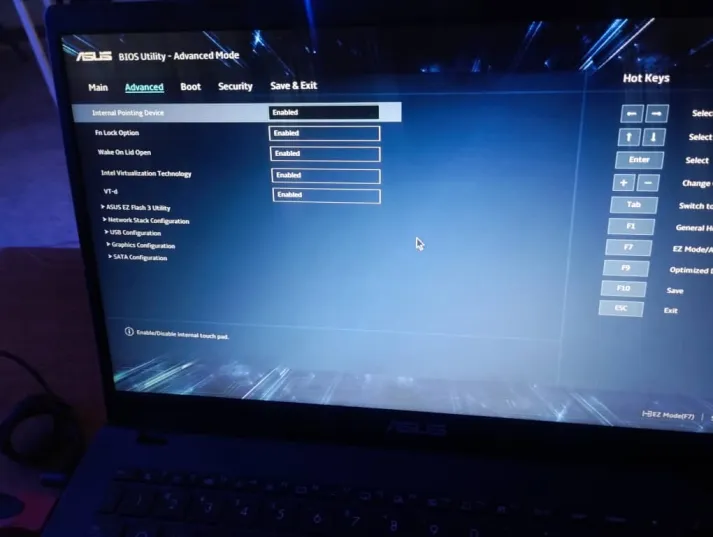 ASUS BIOS Utility - Advanced Mode
Main Advanced Boot Security Save & Exit
Hot Keys
Internal Pointing Device Enabled
Fn Lock Option Enabled
Wake On Lid Open Enabled
Intel Virtualization Technology Enabled
VT-d Enabled
> ASUS EZ Flash 3 Utility
> Network Stack Configuration
> USB Configuration
> Graphics Configuration
> SATA Configuration
← → Selec
↑ ↓ Select
Enter Select
+ − Change
Tab Switch to
F1 General H
F7 EZ Mode/A
F9 Optimized
F10 Save
ESC Exit
Enable/Disable internal touch pad.
EZ Mode(F7)
ASUS